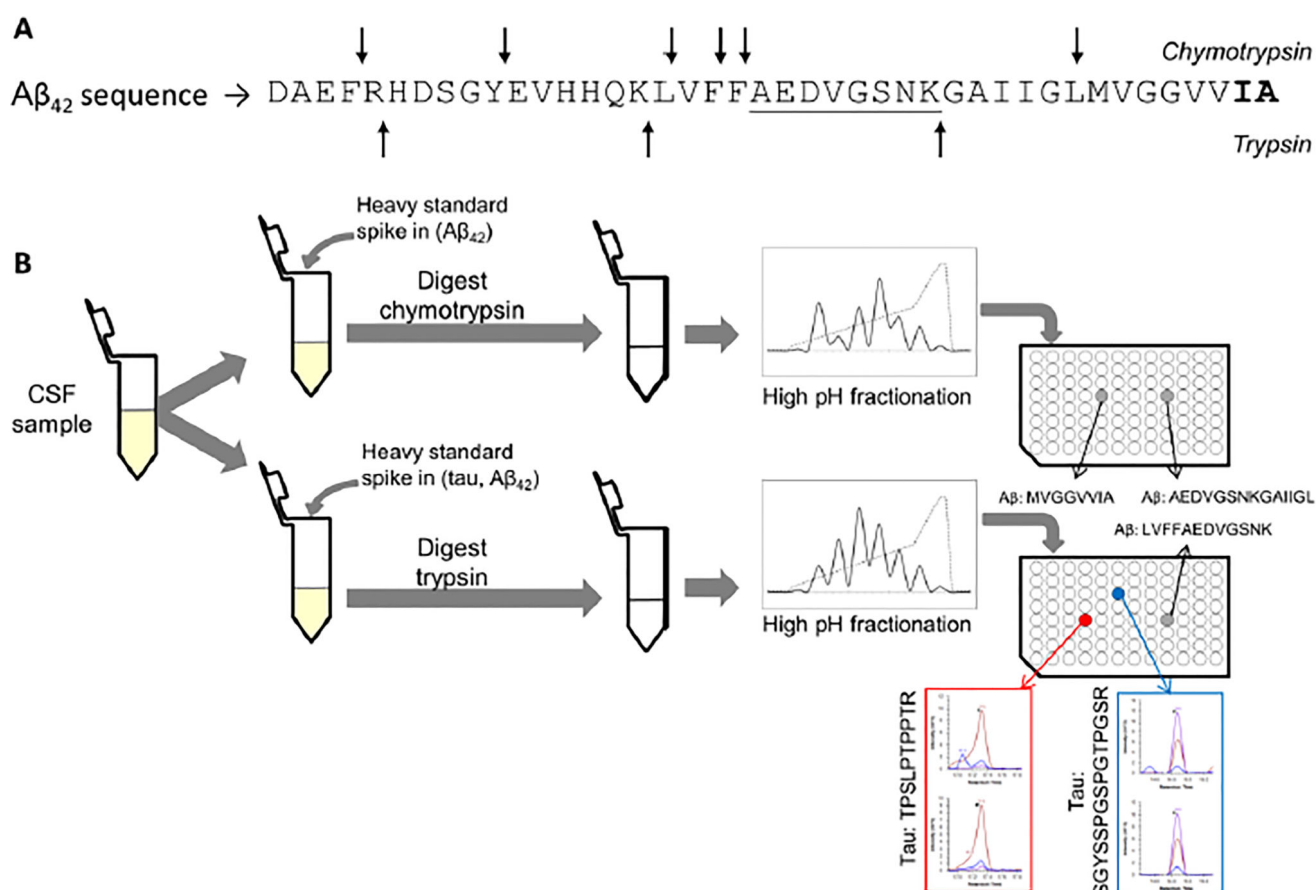 A
Chymotrypsin
Aβ42 sequence → DAEFRHDSGYEVHHQKLVFFAEDVGSNKGAIIGLMVGGVVIA
Trypsin
B
Heavy standard
spike in (Aβ42)
Digest
chymotrypsin
High pH fractionation
CSF
sample
Aβ: MVGGVVIA
Aβ: AEDVGSNKGAIIGL
Heavy standard
spike in (tau, Aβ42)
Digest
trypsin
High pH fractionation
Aβ: LVFFAEDVGSNK
Tau: TPSLPTPPTR
Tau:
SGYSSPGSPGTPGSR